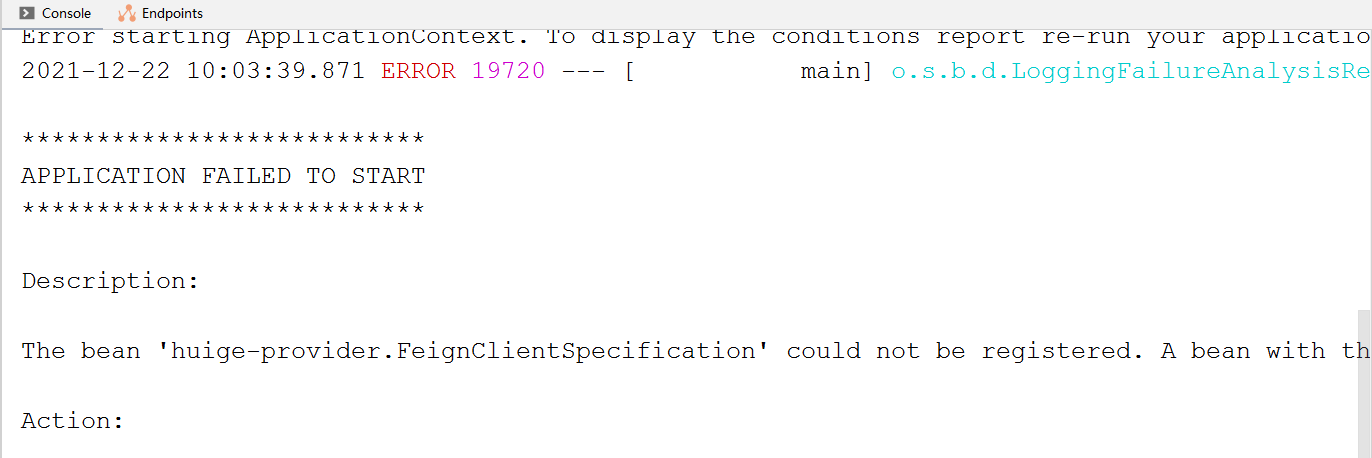 Console Endpoints
Error starting ApplicationContext. To display the conditions report re-run your applicatio
2021-12-22 10:03:39.871 ERROR 19720 --- [           main] o.s.b.d.LoggingFailureAnalysisRe
***************************
APPLICATION FAILED TO START
***************************
Description:
The bean 'huige-provider.FeignClientSpecification' could not be registered. A bean with th
Action: